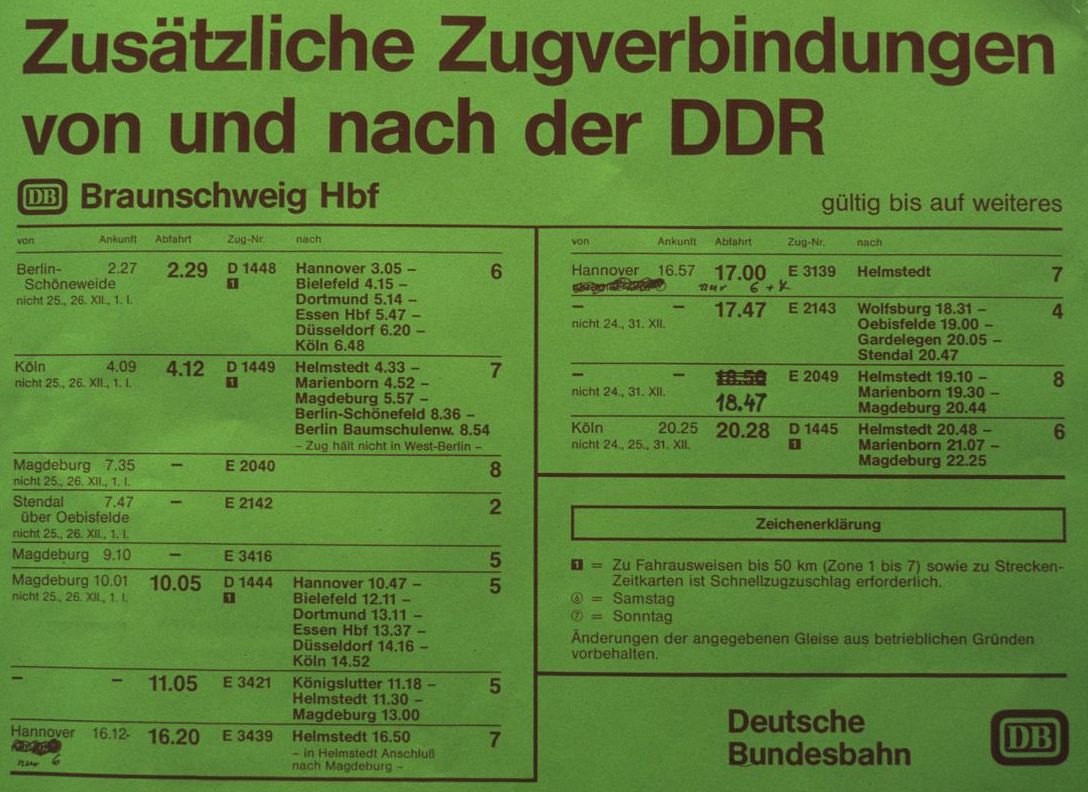 Zusätzliche Zugverbindungen
von und nach der DDR
DB Braunschweig Hbf
gültig bis auf weiteres
von Ankunft Abfahrt Zug-Nr. nach
Berlin- 2.27 2.29 D 1448 Hannover 3.05 – 6
Schöneweide 1 Bielefeld 4.15 –
nicht 25., 26. XII., 1. I. Dortmund 5.14 –
Essen Hbf 5.47 –
Düsseldorf 6.20 –
Köln 6.48
Köln 4.09 4.12 D 1449 Helmstedt 4.33 – 7
nicht 25., 26. XII., 1. I. 1 Marienborn 4.52 –
Magdeburg 5.57 –
Berlin-Schönefeld 8.36 –
Berlin Baumschulenw. 8.54
– Zug hält nicht in West-Berlin –
Magdeburg 7.35 – E 2040 8
nicht 25., 26. XII., 1. I.
Stendal 7.47 – E 2142 2
über Oebisfelde
nicht 25., 26. XII., 1. I.
Magdeburg 9.10 – E 3416 5
Magdeburg 10.01 10.05 D 1444 Hannover 10.47 – 5
nicht 25., 26. XII., 1. I. 1 Bielefeld 12.11 –
Dortmund 13.11 –
Essen Hbf 13.37 –
Düsseldorf 14.16 –
Köln 14.52
– – 11.05 E 3421 Königslutter 11.18 – 5
Helmstedt 11.30 –
Magdeburg 13.00
Hannover 16.12 16.20 E 3439 Helmstedt 16.50 7
– in Helmstedt Anschluß
nur 6 nach Magdeburg –
von Ankunft Abfahrt Zug-Nr. nach
Hannover 16.57 17.00 E 3139 Helmstedt 7
nur 6 + X
– – 17.47 E 2143 Wolfsburg 18.31 – 4
nicht 24., 31. XII. Oebisfelde 19.00 –
Gardelegen 20.05 –
Stendal 20.47
– – 18.50 E 2049 Helmstedt 19.10 – 8
nicht 24., 31. XII. Marienborn 19.30 –
18.47 Magdeburg 20.44
Köln 20.25 20.28 D 1445 Helmstedt 20.48 – 6
nicht 24., 25., 31. XII. 1 Marienborn 21.07 –
Magdeburg 22.25
Zeichenerklärung
1 = Zu Fahrausweisen bis 50 km (Zone 1 bis 7) sowie zu Strecken-
Zeitkarten ist Schnellzugzuschlag erforderlich.
⑥ = Samstag
⑦ = Sonntag
Änderungen der angegebenen Gleise aus betrieblichen Gründen
vorbehalten.
Deutsche
Bundesbahn DB